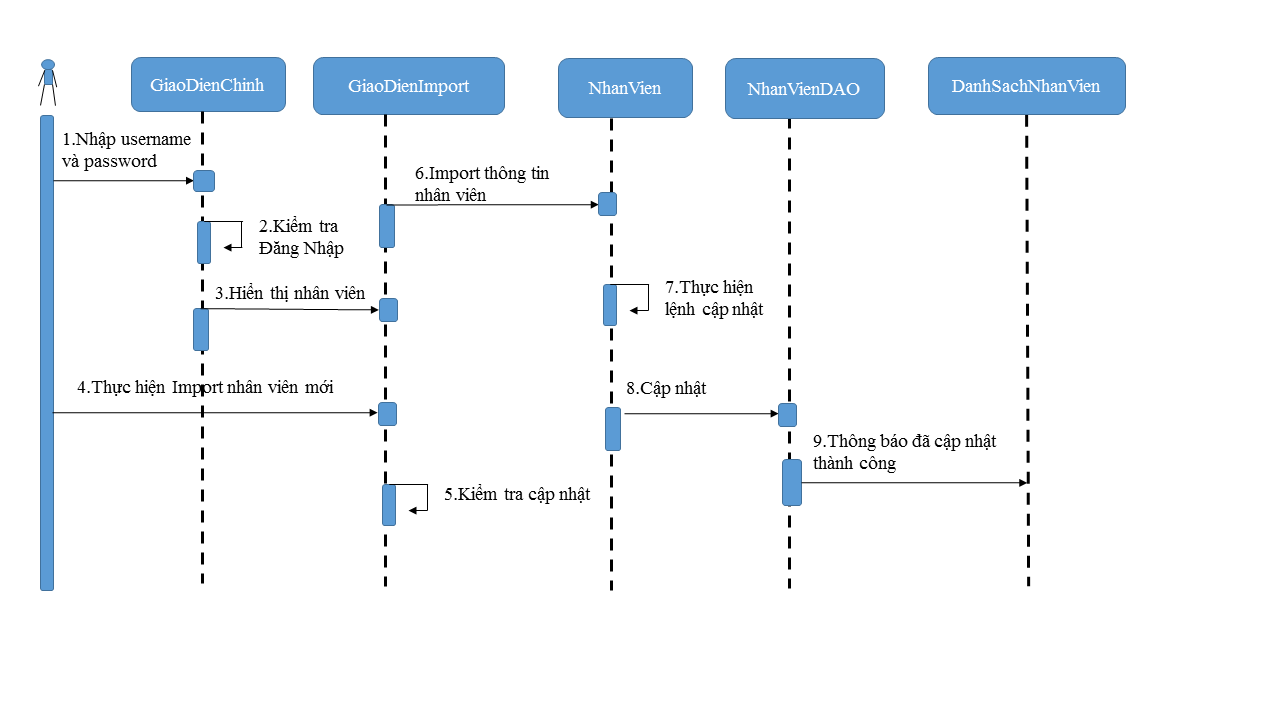 GiaoDienChinh
GiaoDienImport
NhanVien
NhanVienDAO
DanhSachNhanVien
1.Nhập username
và password
6.Import thông tin
nhân viên
2.Kiểm tra
Đăng Nhập
3.Hiển thị nhân viên
7.Thực hiện
lệnh cập nhật
4.Thực hiện Import nhân viên mới
8.Cập nhật
9.Thông báo đã cập nhật
thành công
5.Kiểm tra cập nhật